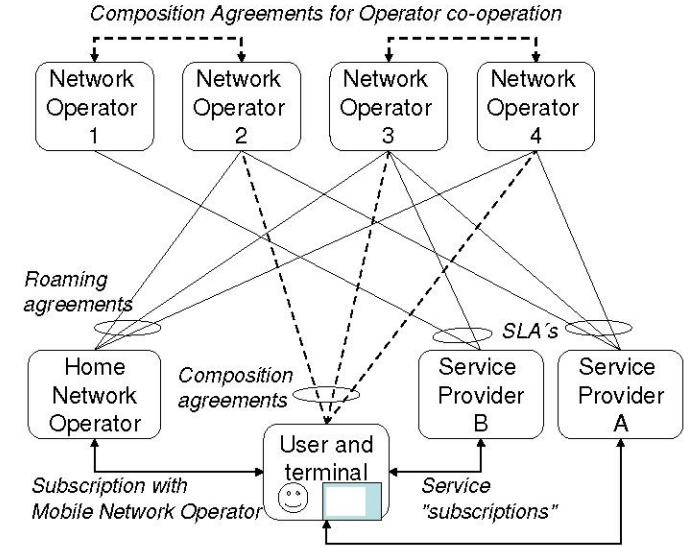 Composition Agreements for Operator co-operation
Network
Operator
1
Network
Operator
2
Network
Operator
3
Network
Operator
4
Roaming
agreements
SLA´s
Home
Network
Operator
Composition
agreements
Service
Provider
B
Service
Provider
A
User and
terminal
Subscription with
Mobile Network Operator
Service
"subscriptions"